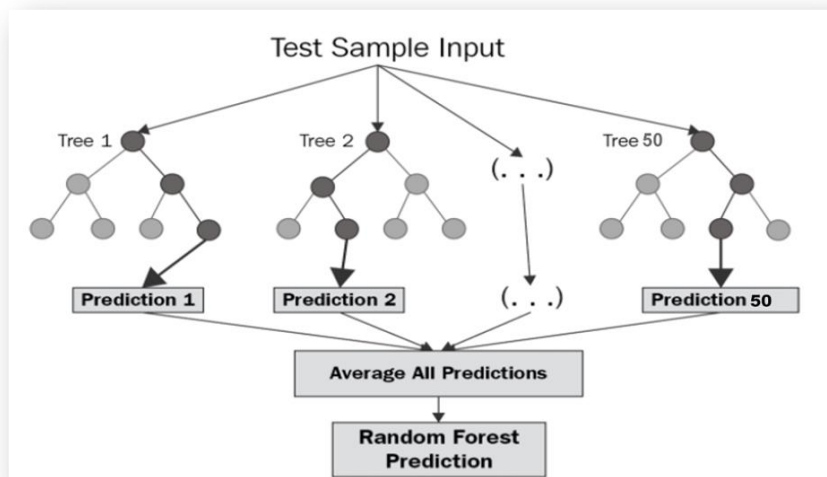 Test Sample Input
Tree 1
Tree 2
(. . .)
Tree 50
Prediction 1
Prediction 2
(. . .)
Prediction 50
Average All Predictions
Random Forest
Prediction